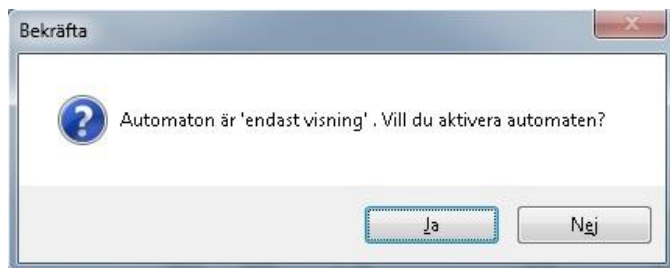 Bekräfta
Automaton är 'endast visning' . Vill du aktivera automaten?
Ja
Nej